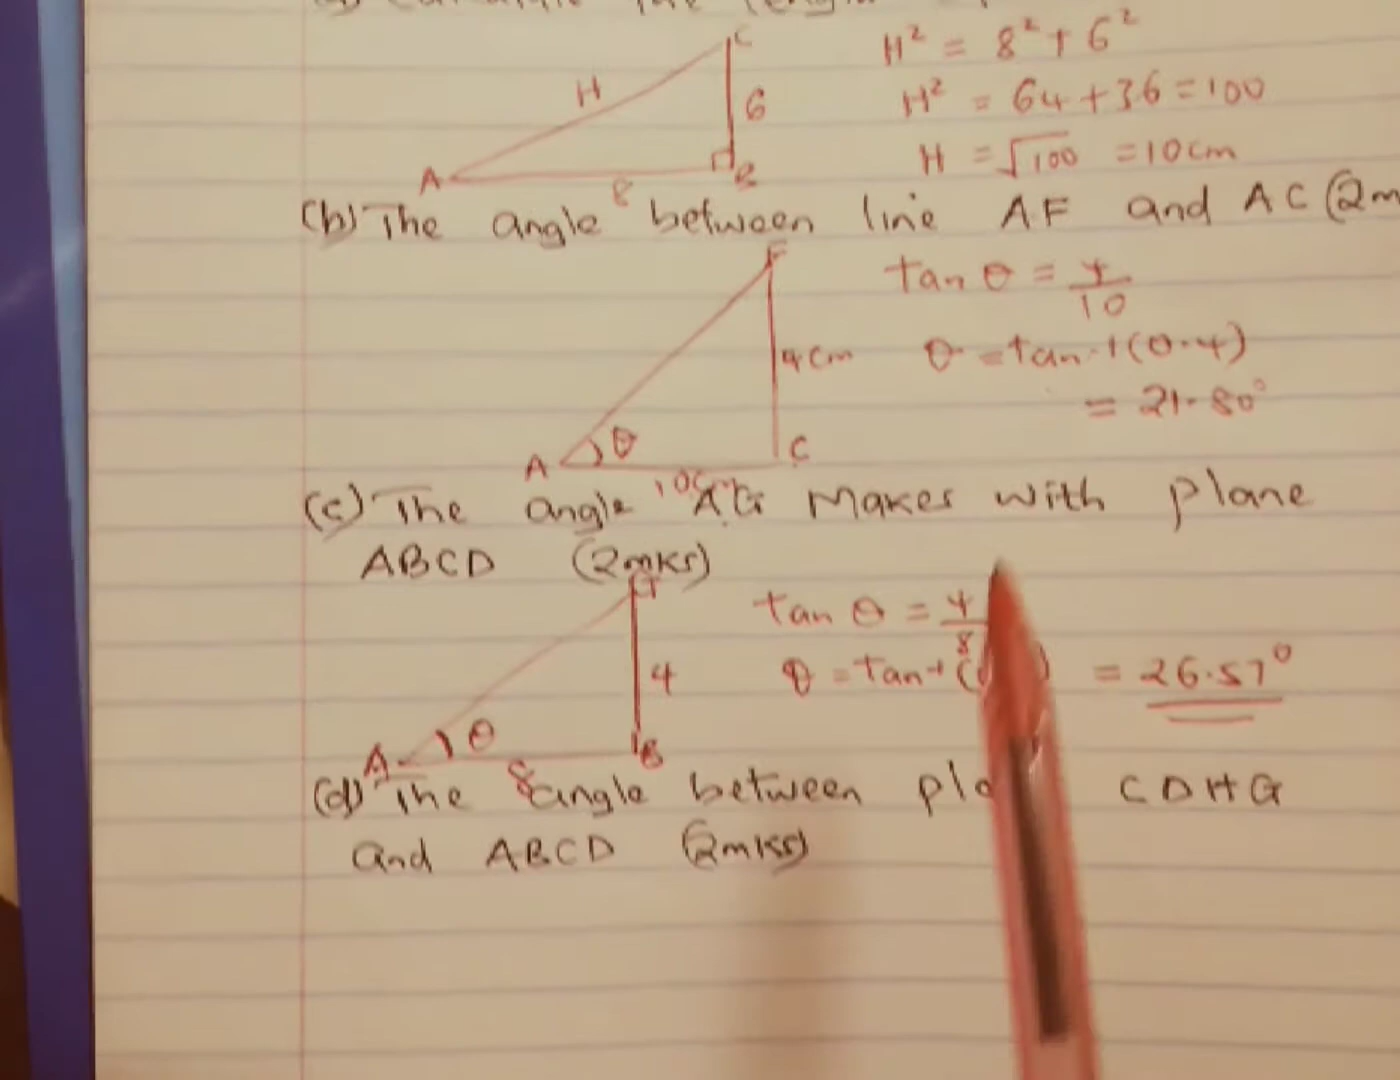 H² = 8² + 6²
C
H
6
H² = 64 + 36 = 100
H = √100 = 10cm
A
8
B
(b) The angle between line AF and AC (2m
F
tan θ = 4/10
4cm
θ = tan-1(0.4)
= 21.80°
A
θ
C
10c
(c) The angle AG Makes with plane
ABCD (2mks)
G
tan θ = 4/8
4
θ = tan-1 ( ) = 26.57°
A
θ
8
B
(d) The angle between pla CDHG
and ABCD (2mks)